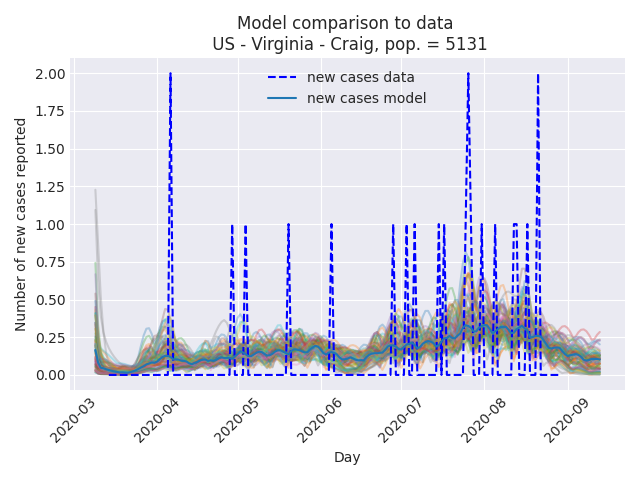 Model comparison to data
US - Virginia - Craig, pop. = 5131
new cases data
new cases model
Number of new cases reported
2.00
1.75
1.50
1.25
1.00
0.75
0.50
0.25
0.00
2020-03
2020-04
2020-05
2020-06
2020-07
2020-08
2020-09
Day